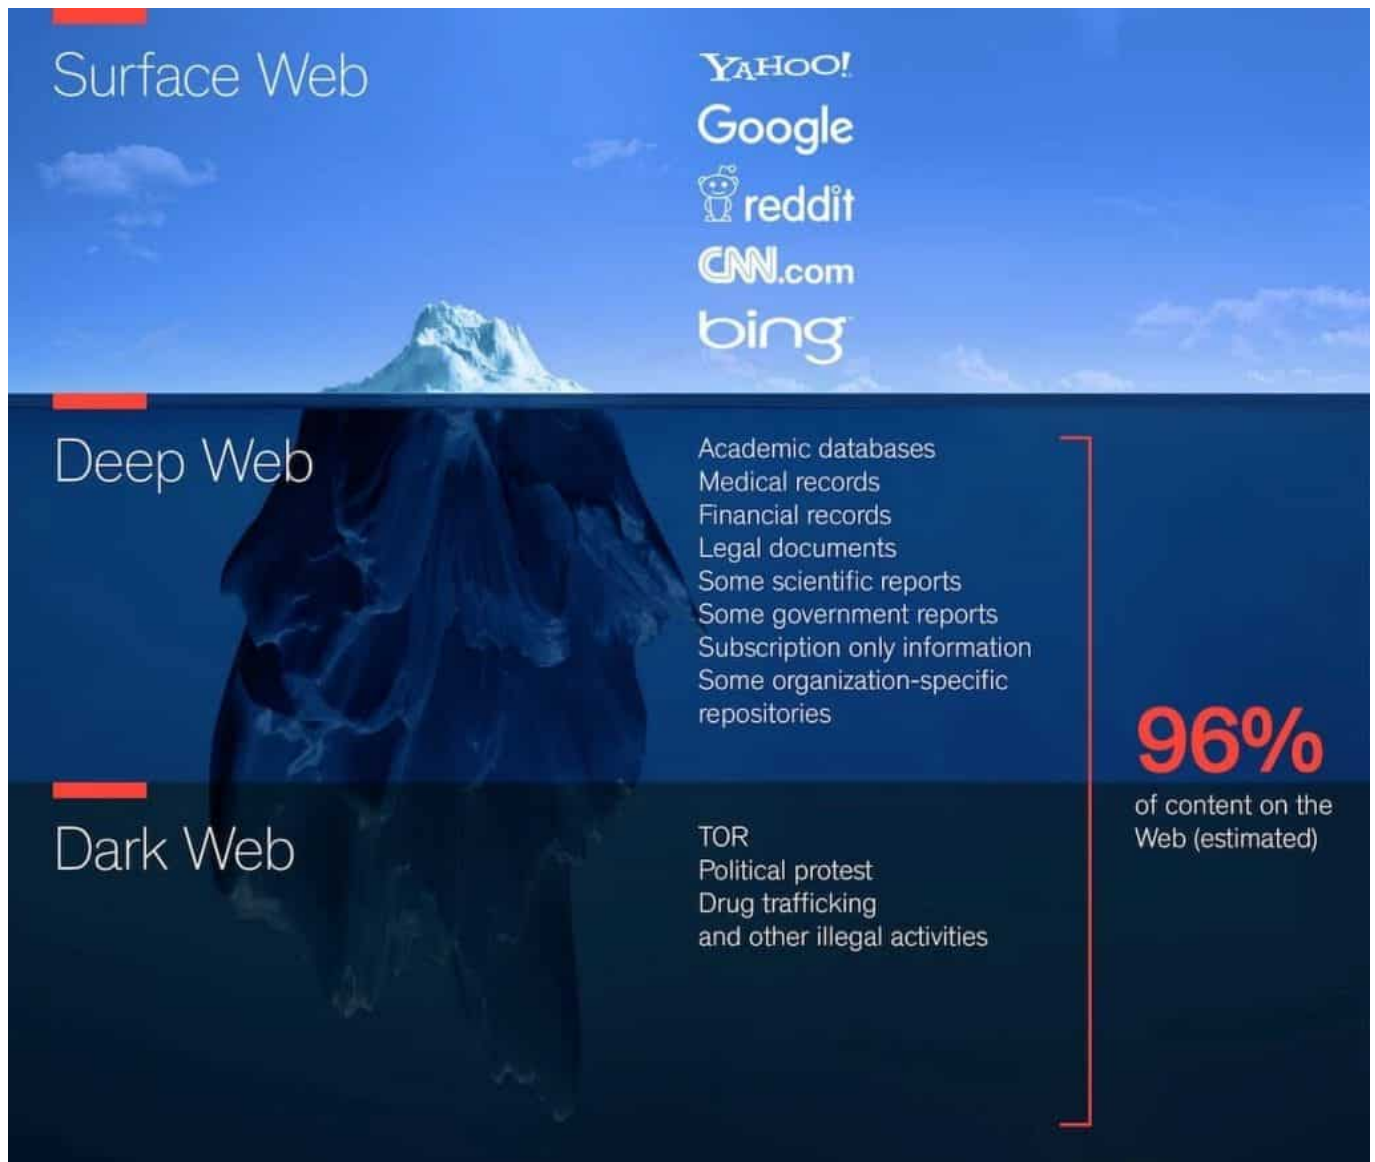 Surface Web
YAHOO!
Google
reddit
CNN.com
bing
Deep Web
Academic databases
Medical records
Financial records
Legal documents
Some scientific reports
Some government reports
Subscription only information
Some organization-specific
repositories
96%
of content on the
Web (estimated)
Dark Web
TOR
Political protest
Drug trafficking
and other illegal activities